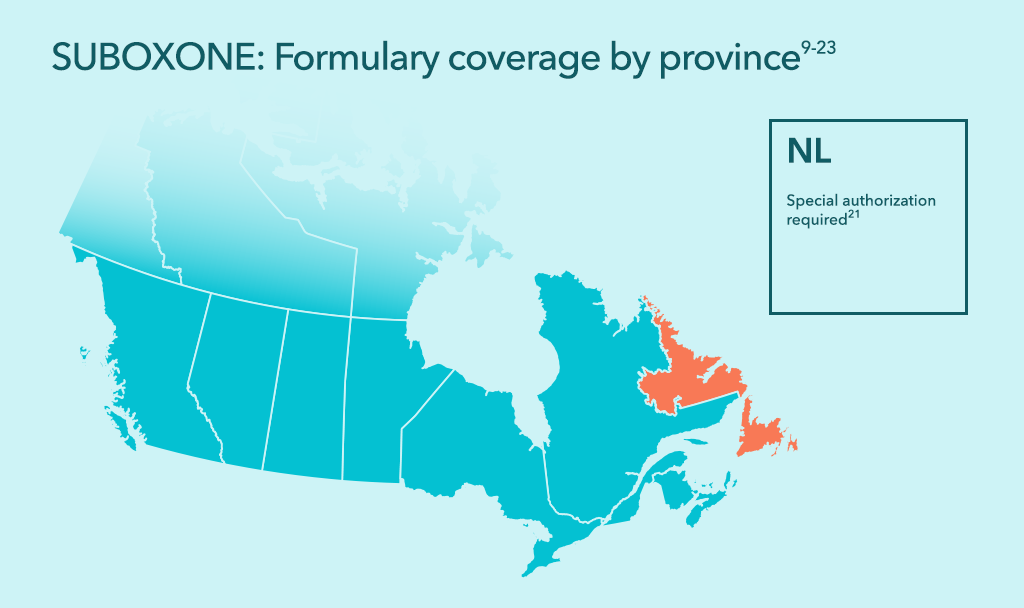 SUBOXONE: Formulary coverage by province9-23
NL
Special authorization
required21